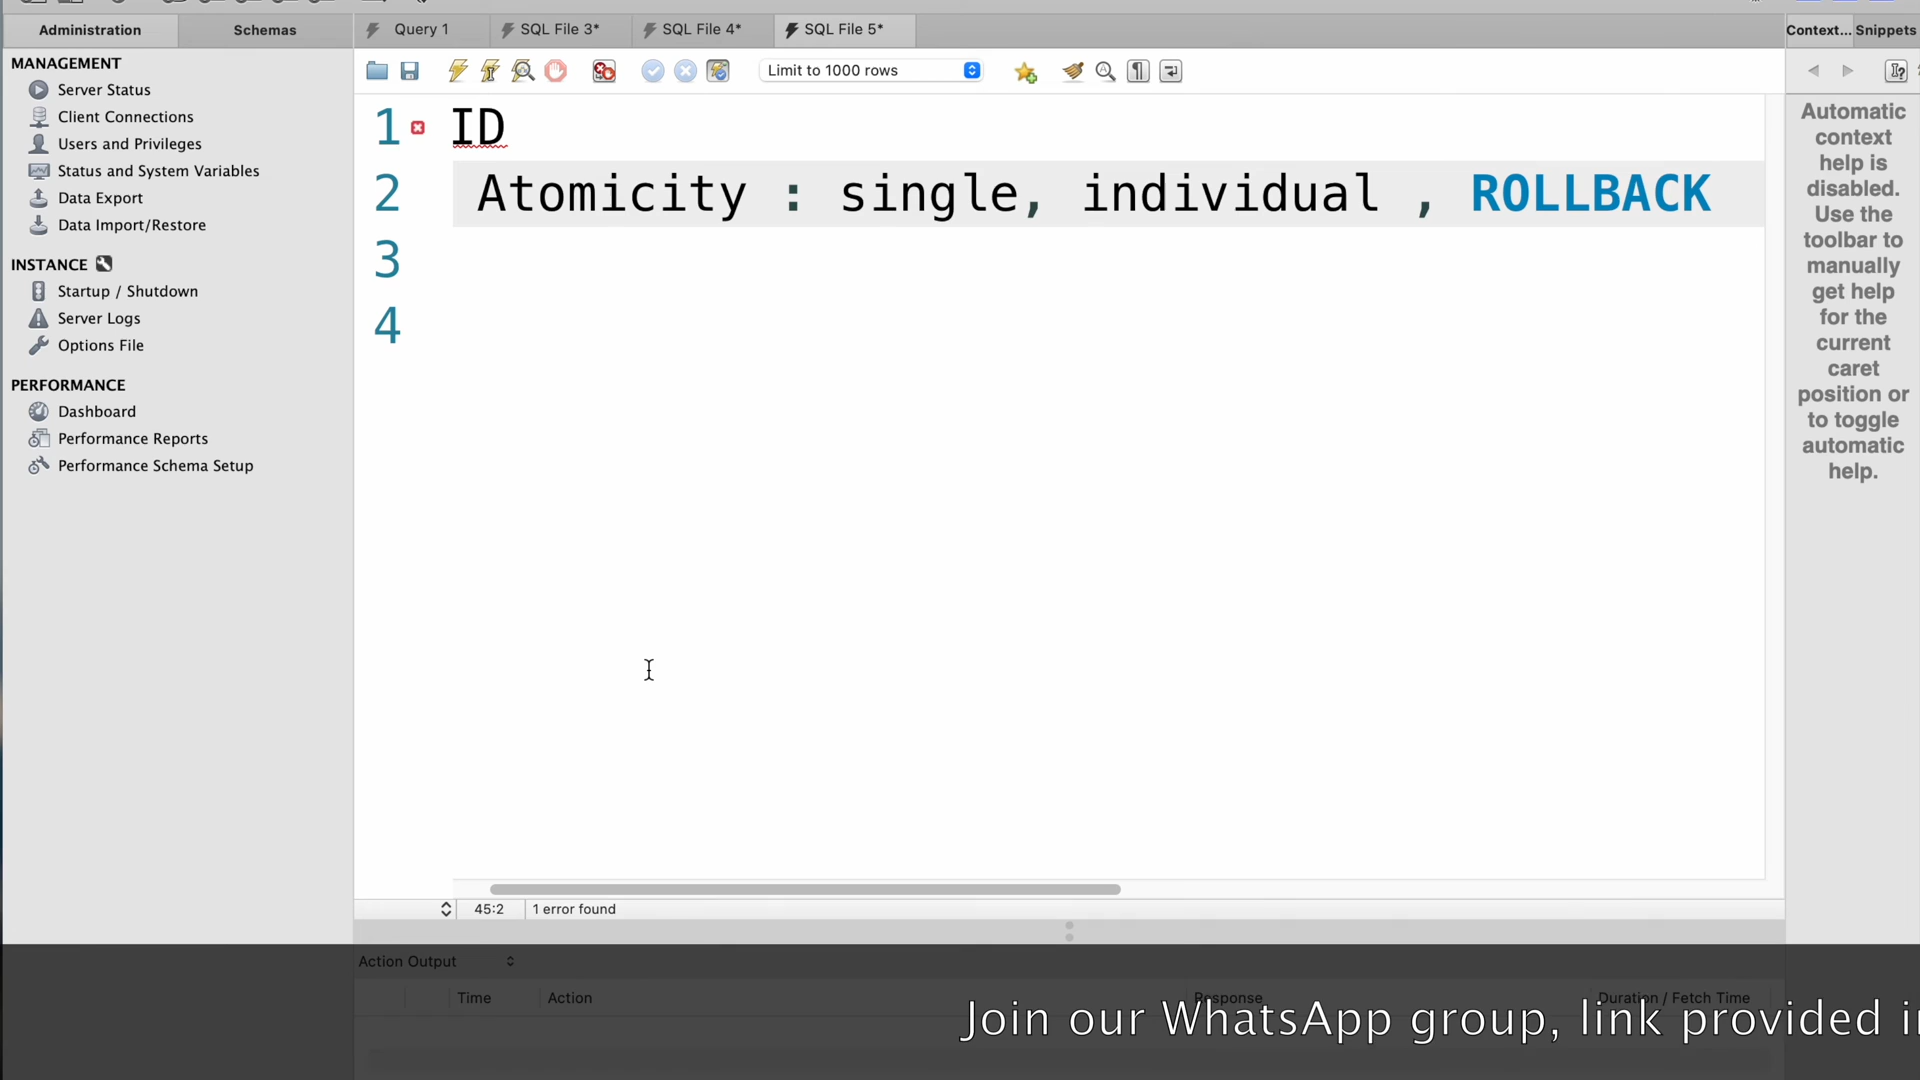 Administration Schemas Query 1 SQL File 3* SQL File 4* SQL File 5* Context... Snippets
MANAGEMENT
Server Status
Client Connections
Users and Privileges
Status and System Variables
Data Export
Data Import/Restore
INSTANCE
Startup / Shutdown
Server Logs
Options File
PERFORMANCE
Dashboard
Performance Reports
Performance Schema Setup
Limit to 1000 rows
1 ID
2 Atomicity : single, individual , ROLLBACK
3
4
45:2 1 error found
Automatic
context
help is
disabled.
Use the
toolbar to
manually
get help
for the
current
caret
position or
to toggle
automatic
help.
Action Output
Time Action Response Duration / Fetch Time
Join our WhatsApp group, link provided